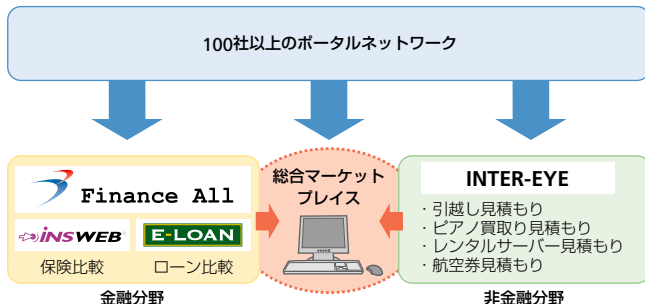 100社以上のポータルネットワーク
Finance All
INSWEB
E-LOAN
保険比較
ローン比較
金融分野
総合マーケット
プレイス
INTER-EYE
・引越し見積もり
・ピアノ買取り見積もり
・レンタルサーバー見積もり
・航空券見積もり
非金融分野